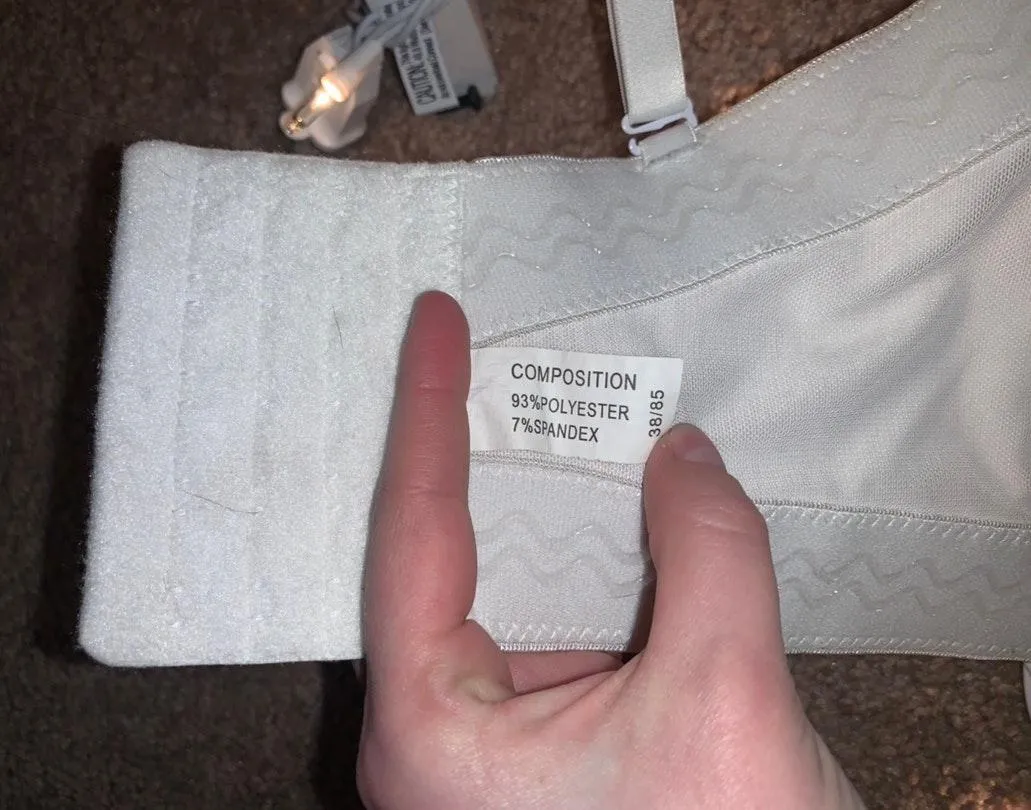 CAUTION:
COMPOSITION
93%POLYESTER
7%SPANDEX
38/85